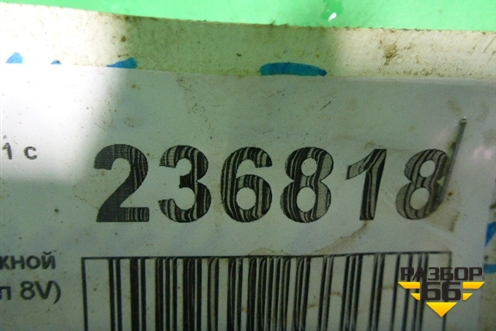 1 с
236818
жной
п 8V)
РАЗБОР
66